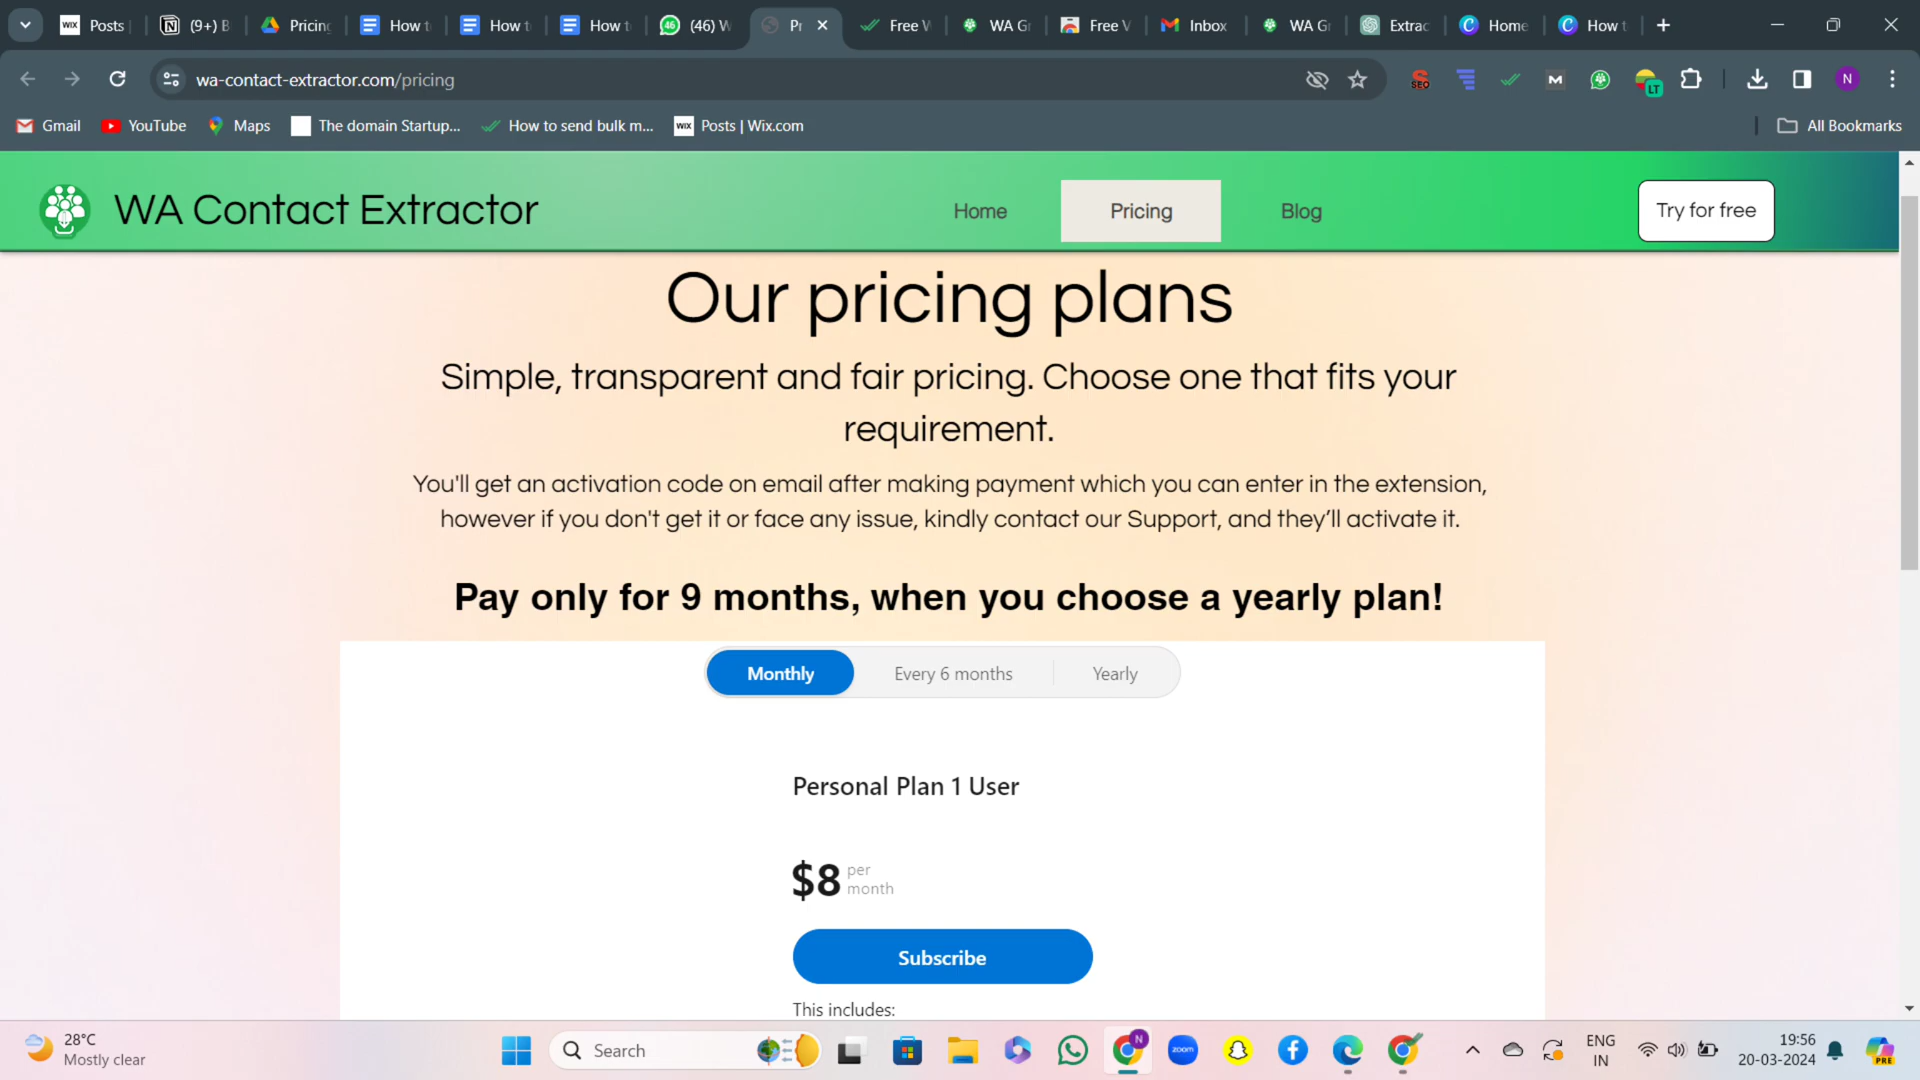 Posts
(9+) B
Pricing
How t
How t
How t
(46) W
Pr
Free W
WA Gr
Free V
WA Gr
Inbox
Extrac
Home
How t
wa-contact-extractor.com/pricing
SEO
LT
N
Gmail
YouTube
Maps
The domain Startup...
How to send bulk m...
WIX
Posts | Wix.com
All Bookmarks
WA Contact Extractor
Home
Pricing
Blog
Try for free
Our pricing plans
Simple, transparent and fair pricing. Choose one that fits your
requirement.
You'll get an activation code on email after making payment which you can enter in the extension,
however if you don't get it or face any issue, kindly contact our Support, and they’ll activate it.
Pay only for 9 months, when you choose a yearly plan!
Monthly
Every 6 months
Yearly
Personal Plan 1 User
$8 per
month
Subscribe
This includes:
28°C
Mostly clear
Search
N
zoom
ENG
IN
19:56
20-03-2024
PRE